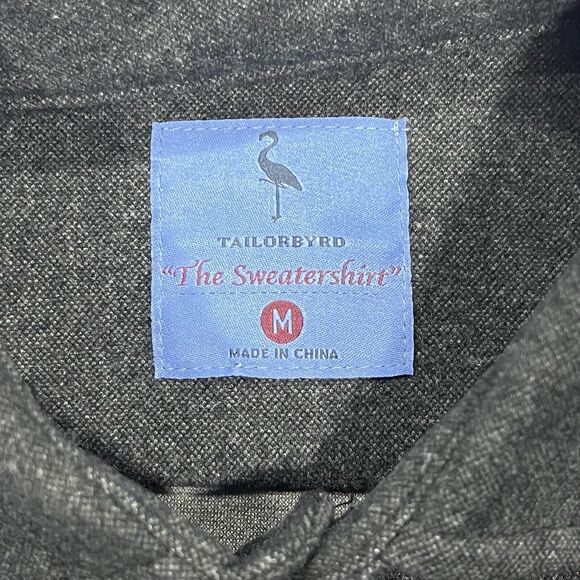 TAILORBYRD
"The Sweatershirt"
M
MADE IN CHINA